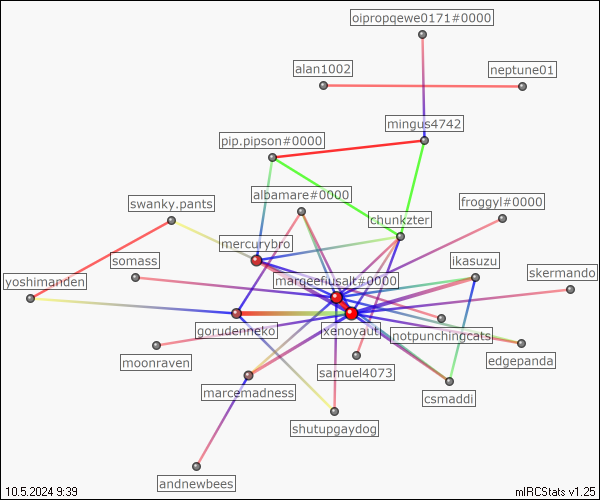 oipropqewe0171#0000
alan1002
neptune01
mingus4742
pip.pipson#0000
albamare#0000
swanky.pants
froggyl#0000
chunkzter
mercurybro
somass
ikasuzu
skermando
yoshimanden
margeefiusalt#0000
gorudenneko
xenoyaut
notpunchingcats
moonraven
edgepanda
samuel4073
marcemadness
csmaddi
shutupgaydog
andnewbees
10.5.2024 9:39
mIRCStats v1.25